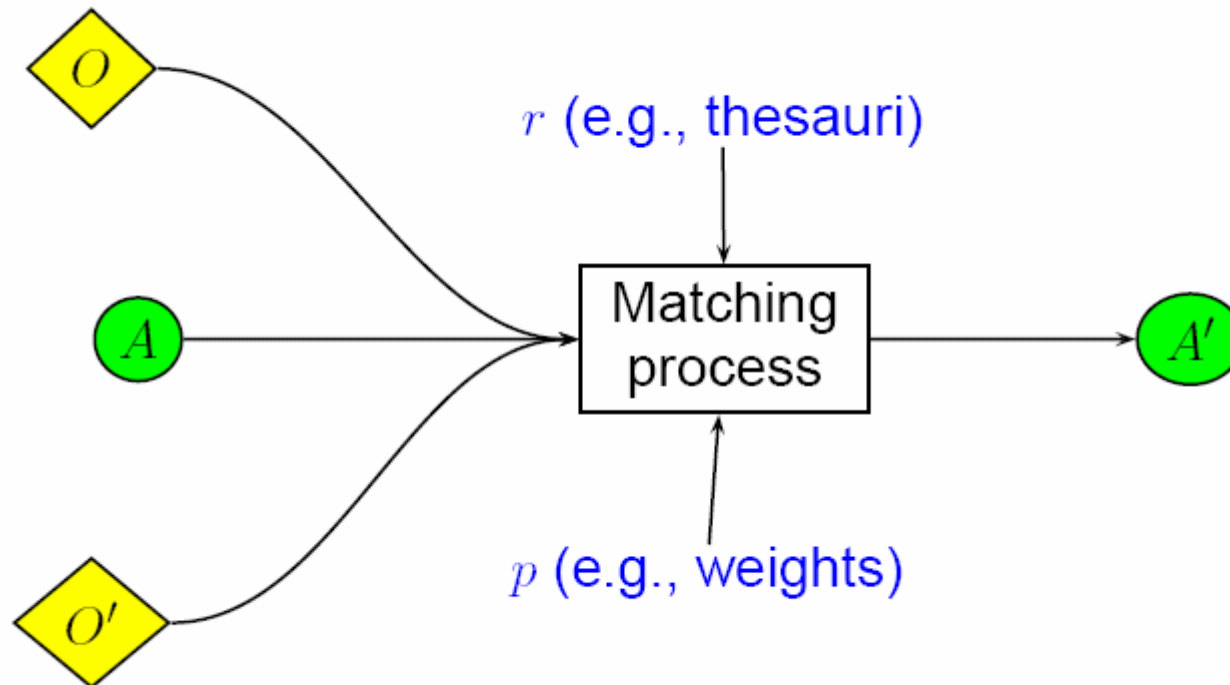 O
r (e.g., thesauri)
Matching
process
A
A′
p (e.g., weights)
O′